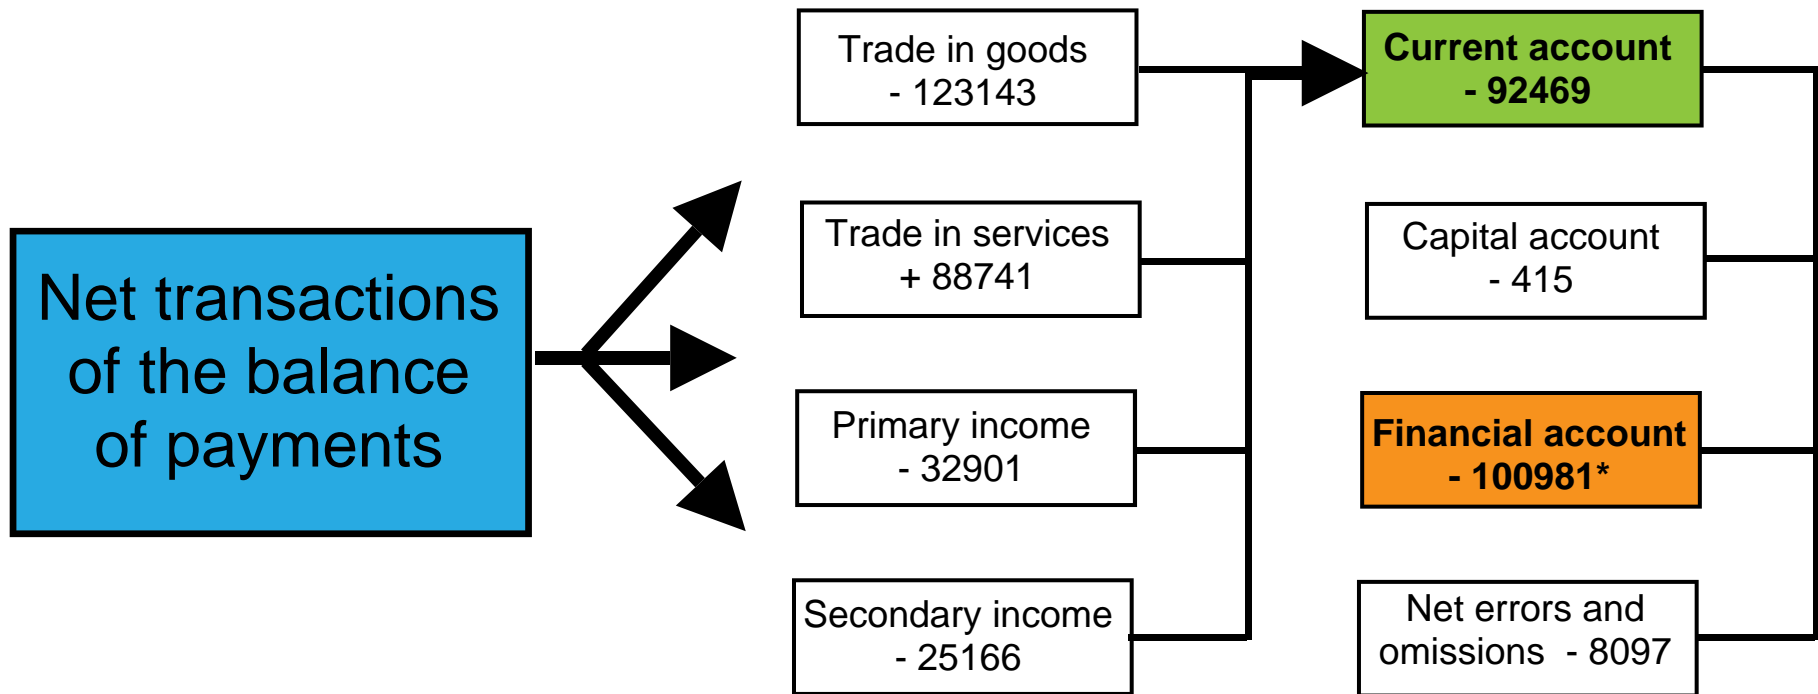 Net transactions
of the balance
of payments
Trade in goods
- 123143
Trade in services
+ 88741
Primary income
- 32901
Secondary income
- 25166
Current account
- 92469
Capital account
- 415
Financial account
- 100981*
Net errors and
omissions - 8097